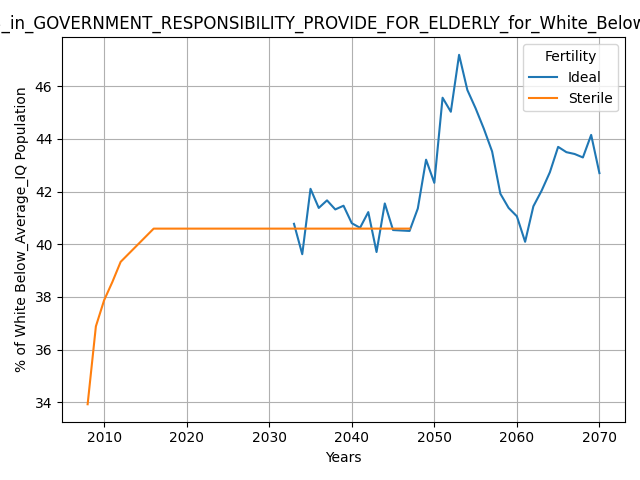 _in_GOVERNMENT_RESPONSIBILITY_PROVIDE_FOR_ELDERLY_for_White_Below
% of White Below_Average_IQ Population
46
44
42
40
38
36
34
Fertility
Ideal
Sterile
2010 2020 2030 2040 2050 2060 2070
Years